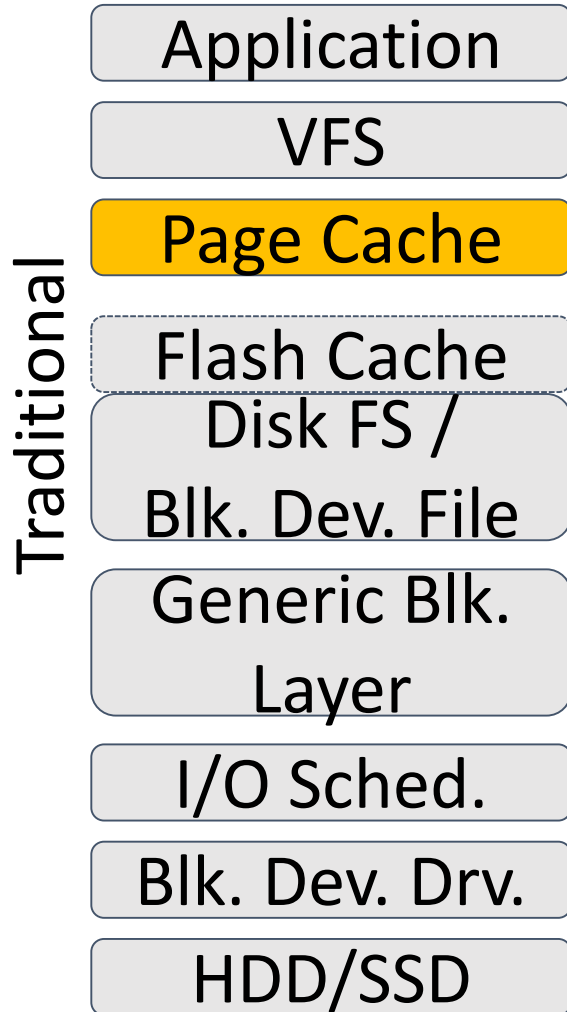 Traditional
Application
VFS
Page Cache
Flash Cache
Disk FS /
Blk. Dev. File
Generic Blk.
Layer
I/O Sched.
Blk. Dev. Drv.
HDD/SSD